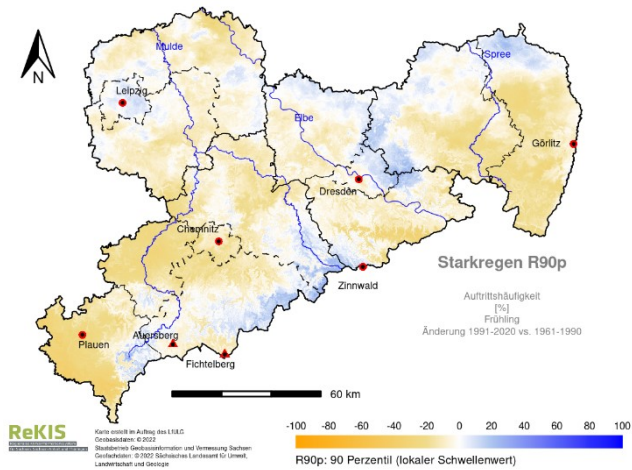 Mulde
Spree
Leipzig
Elbe
Görlitz
Dresden
Chemnitz
Zinnwald
Starkregen R90p
Auftrittshäufigkeit
[%]
Frühling
Änderung 1991-2020 vs. 1961-1990
Plauen
Auersberg
Fichtelberg
N
60 km
ReKIS
Karte erstellt im Auftrag des LfULG
Geobasisdaten: © 2022
Staatsbetrieb Geobasisinformation und Vermessung Sachsen
Geofachdaten: © 2022 Sächsisches Landesamt für Umwelt,
Landwirtschaft und Geologie
-100 -80 -60 -40 -20 0 20 40 60 80 100
R90p: 90 Perzentil (lokaler Schwellenwert)